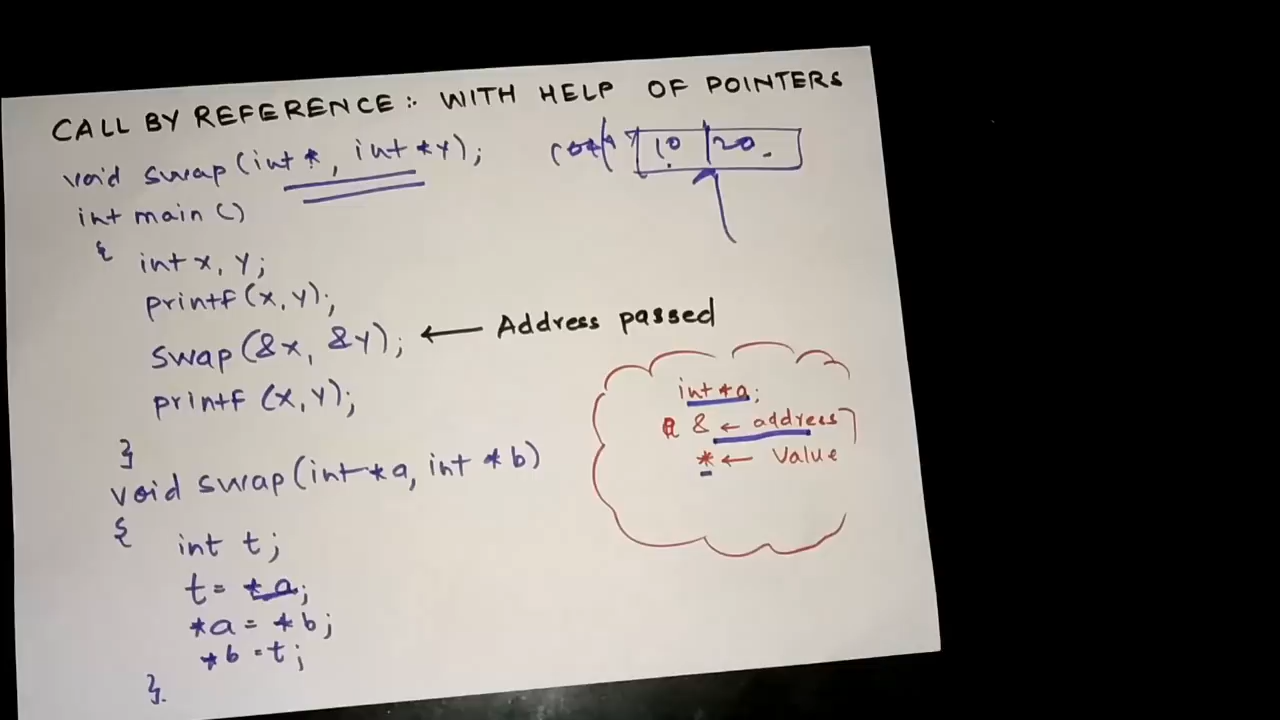 CALL BY REFERENCE :- WITH HELP OF POINTERS
void swap (int *, int *y);
10 20
int main ()
{
int x, y;
printf (x, y);
swap (&x, &y); ← Address passed
printf (x, y);
}
void swap (int *a, int *b)
{
int t;
t = *a;
*a = *b;
*b = t;
}
int *a;
& ← address
* ← Value